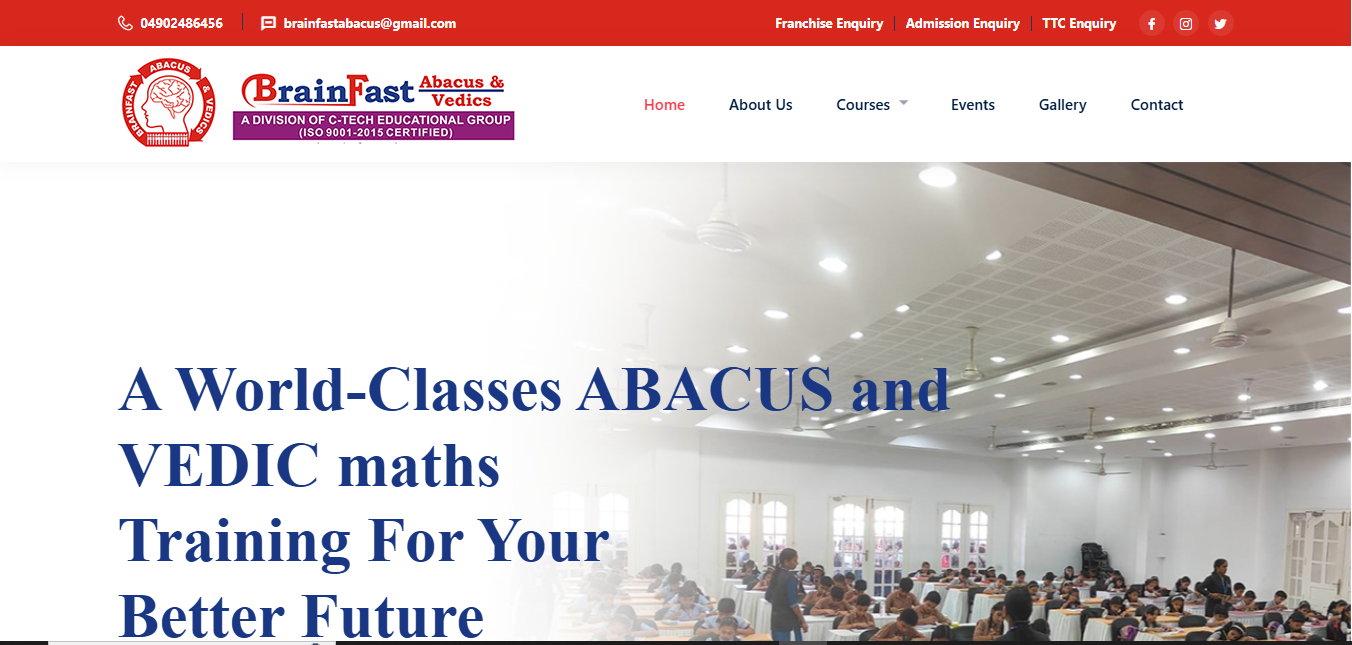 04902486456
brainfastabacus@gmail.com
Franchise Enquiry
Admission Enquiry
TTC Enquiry
BRAINFAST ABACUS & VEDICS
BrainFast Abacus &
Vedics
A DIVISION OF C-TECH EDUCATIONAL GROUP
(ISO 9001-2015 CERTIFIED)
Home
About Us
Courses
Events
Gallery
Contact
A World-Classes ABACUS and
VEDIC maths
Training For Your
Better Future